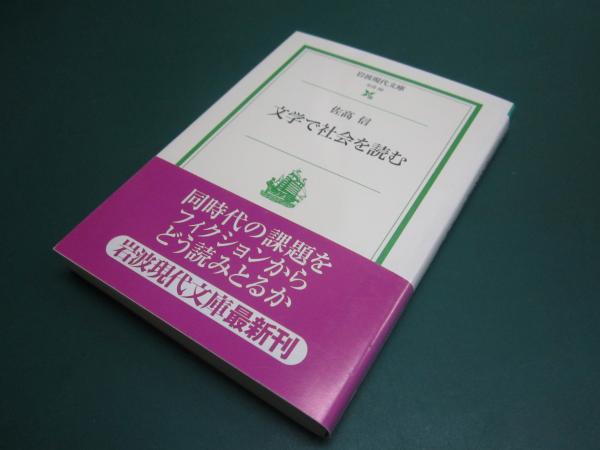 岩波現代文庫
佐高 信
文学で社会を読む
同時代の課題を
フィクションから
どう読みとるか
岩波現代文庫最新刊